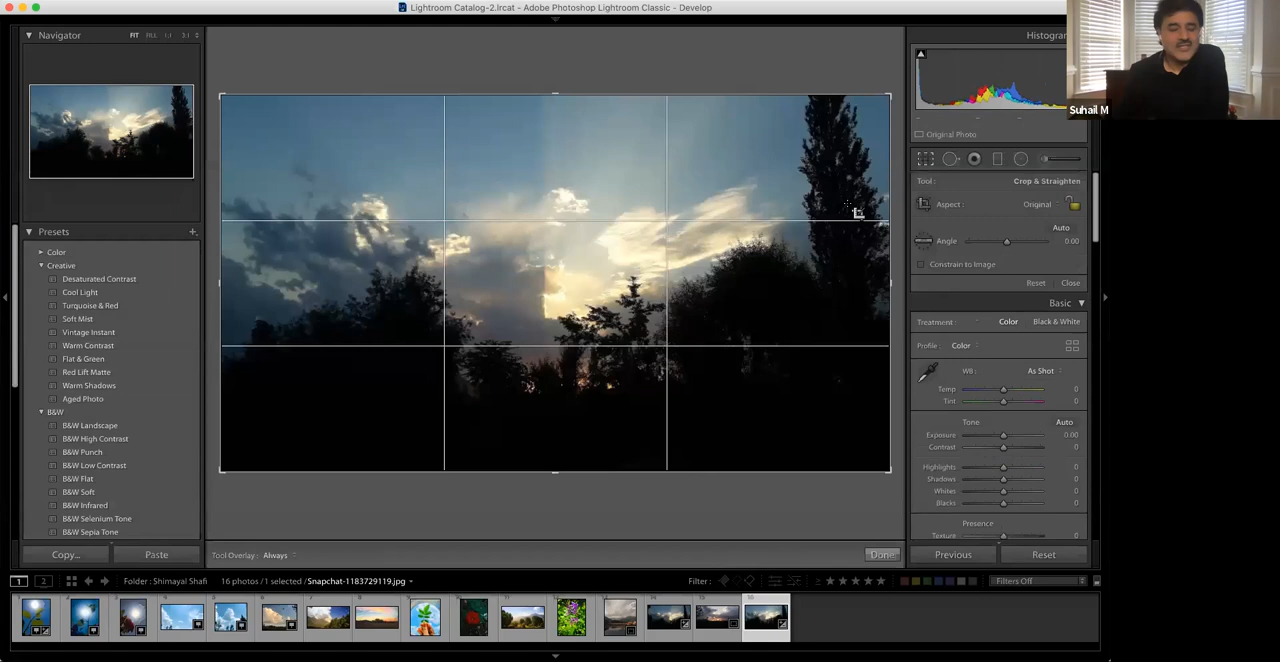 Lightroom Catalog-2.lrcat - Adobe Photoshop Lightroom Classic - Develop
Navigator FIT FILL 1:1 3:1
Presets +
Color
Creative
Desaturated Contrast
Cool Light
Turquoise & Red
Soft Mist
Vintage Instant
Warm Contrast
Flat & Green
Red Lift Matte
Warm Shadows
Aged Photo
B&W
B&W Landscape
B&W High Contrast
B&W Punch
B&W Low Contrast
B&W Flat
B&W Soft
B&W Infrared
B&W Selenium Tone
B&W Sepia Tone
Copy... Paste
Tool Overlay: Always Done
Histogra
Suhail M
Original Photo
Tool: Crop & Straighten
Aspect: Original
Auto
Angle 0.00
Constrain to Image
Reset Close
Basic
Treatment: Color Black & White
Profile: Color
WB: As Shot
Temp 0
Tint 0
Tone Auto
Exposure 0.00
Contrast 0
Highlights 0
Shadows 0
Whites 0
Blacks 0
Presence
Texture 0
Previous Reset
1 2 Folder: Shimayal Shafi 16 photos/1 selected/Snapchat-1183729119.jpg Filter: Filters Off